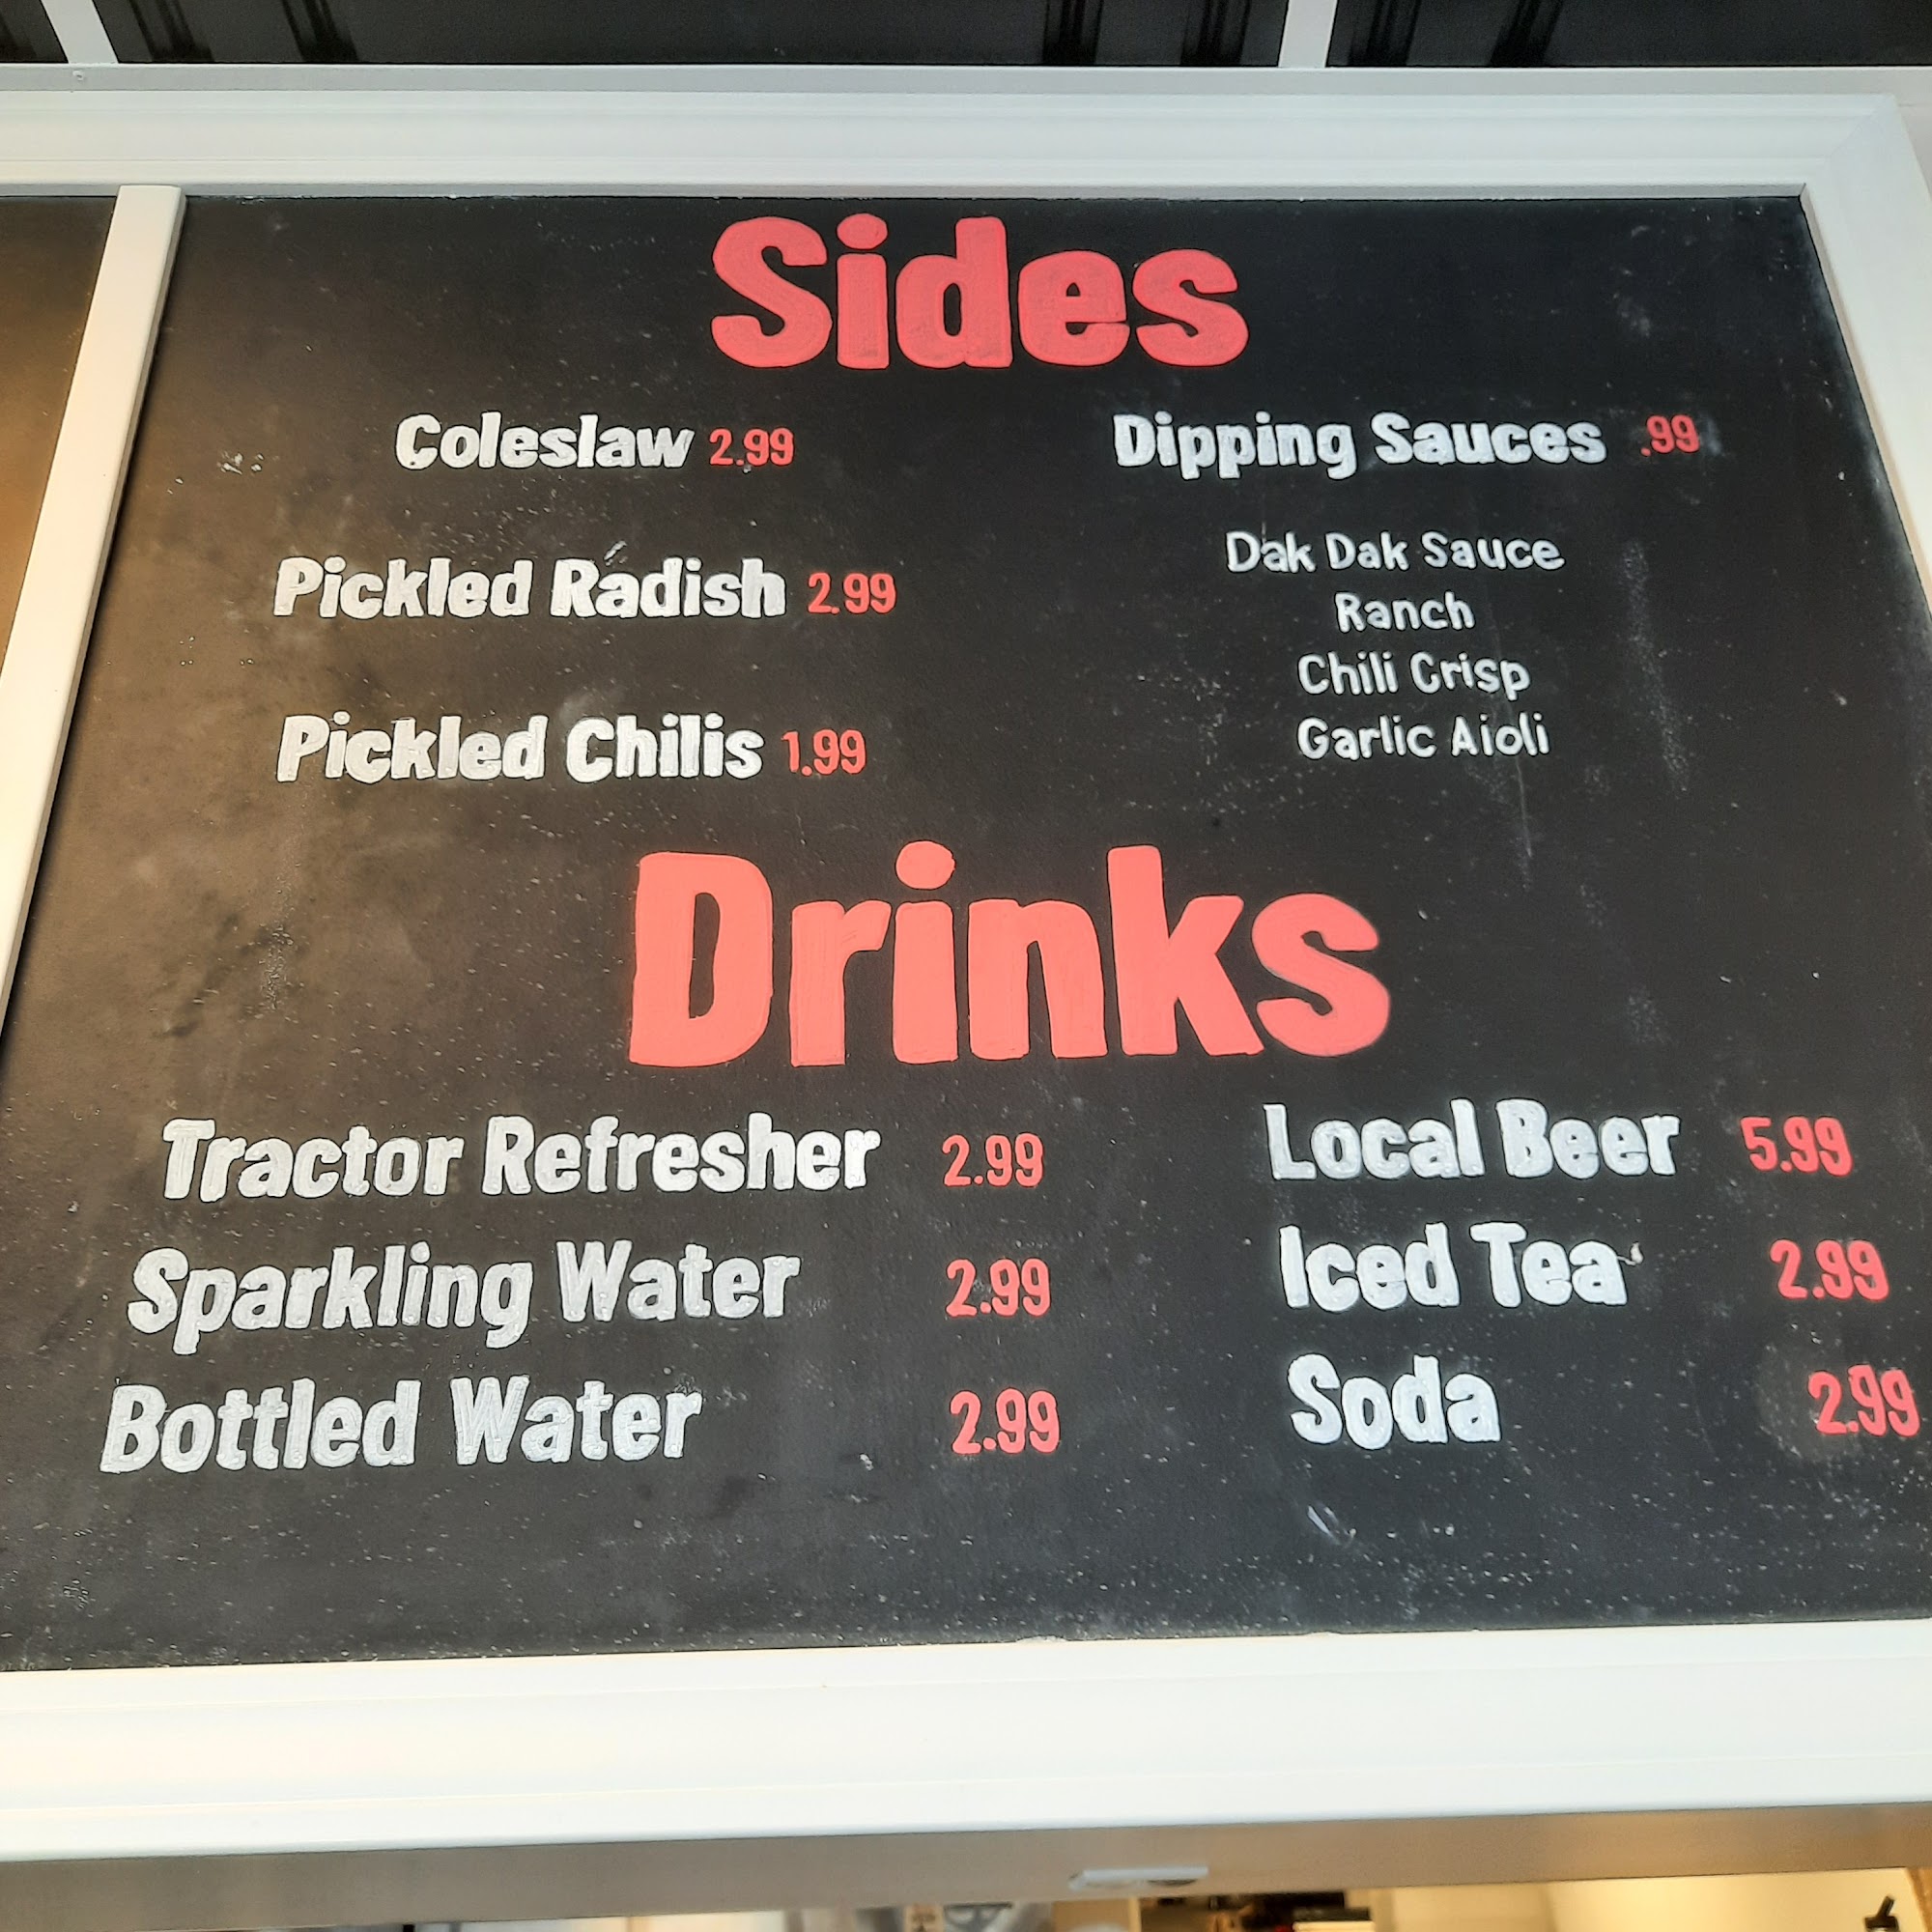 Sides
Coleslaw 2.99
Pickled Radish 2.99
Pickled Chilis 1.99
Dipping Sauces .99
Dak Dak Sauce
Ranch
Chili Crisp
Garlic Aioli
Drinks
Tractor Refresher 2.99
Sparkling Water 2.99
Bottled Water 2.99
Local Beer 5.99
Iced Tea 2.99
Soda 2.99